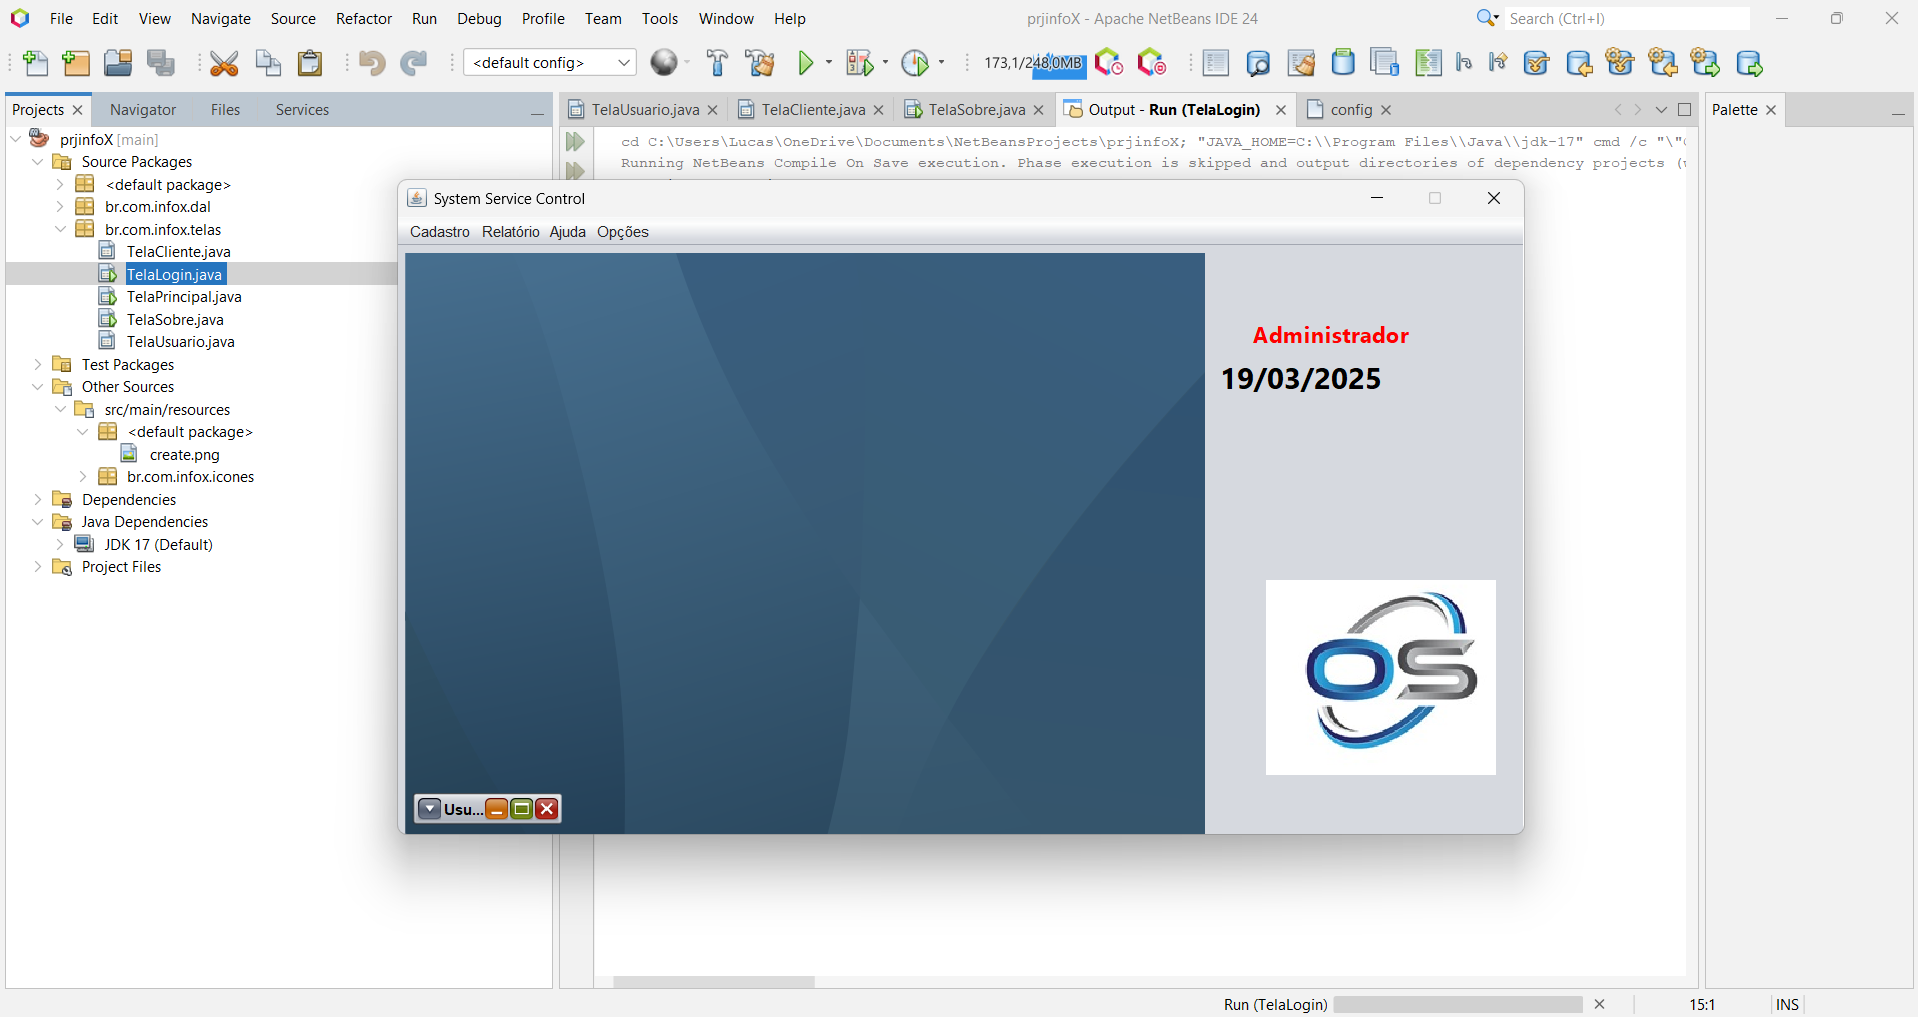 File Edit View Navigate Source Refactor Run Debug Profile Team Tools Window Help
prjinfoX - Apache NetBeans IDE 24
Search (Ctrl+I)
<default config>
173,1/248,0MB
Projects Navigator Files Services
TelaUsuario.java TelaCliente.java TelaSobre.java Output - Run (TelaLogin) config
Palette
prjinfoX [main]
Source Packages
<default package>
br.com.infox.dal
br.com.infox.telas
TelaCliente.java
TelaLogin.java
TelaPrincipal.java
TelaSobre.java
TelaUsuario.java
Test Packages
Other Sources
src/main/resources
<default package>
create.png
br.com.infox.icones
Dependencies
Java Dependencies
JDK 17 (Default)
Project Files
cd C:\Users\Lucas\OneDrive\Documents\NetBeansProjects\prjinfoX; "JAVA_HOME=C:\\Program Files\\Java\\jdk-17" cmd /c "\"
Running NetBeans Compile On Save execution. Phase execution is skipped and output directories of dependency projects (
System Service Control
Cadastro Relatório Ajuda Opções
Administrador
19/03/2025
OS
Usu...
Run (TelaLogin)
15:1
INS